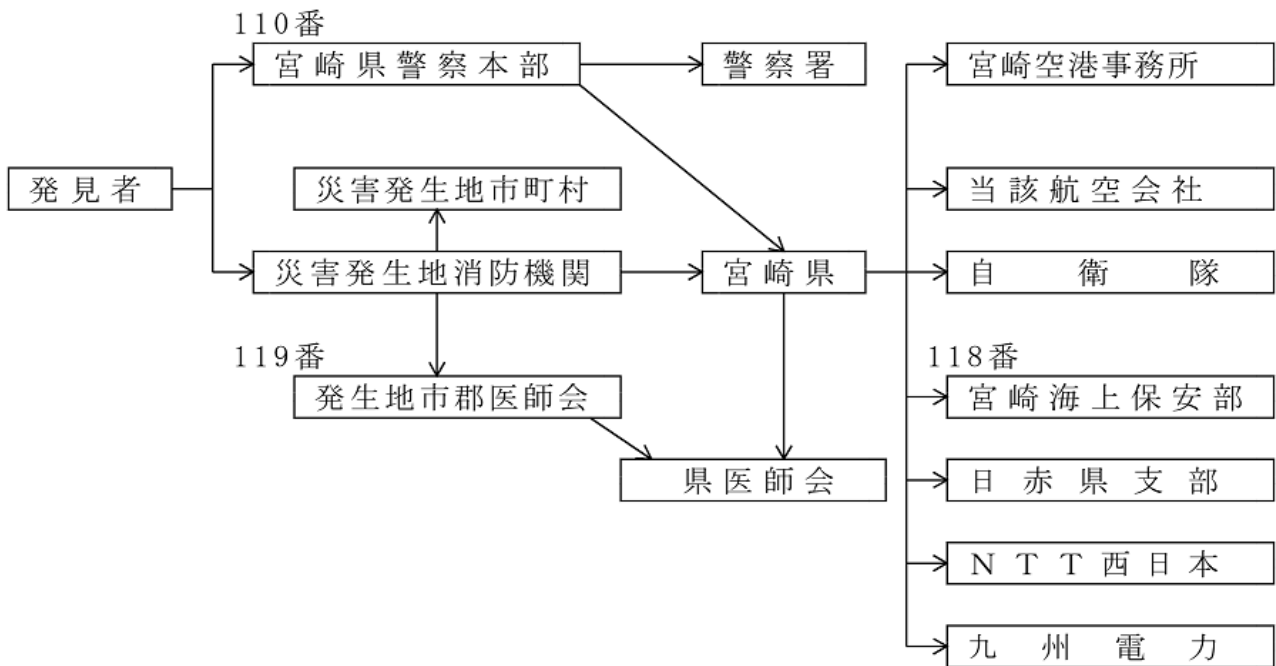 110番
宮崎県警察本部
警察署
宮崎空港事務所
発見者
災害発生地市町村
当該航空会社
災害発生地消防機関
宮崎県
自衛隊
119番
118番
発生地市郡医師会
宮崎海上保安部
県医師会
日赤県支部
NTT西日本
九州電力